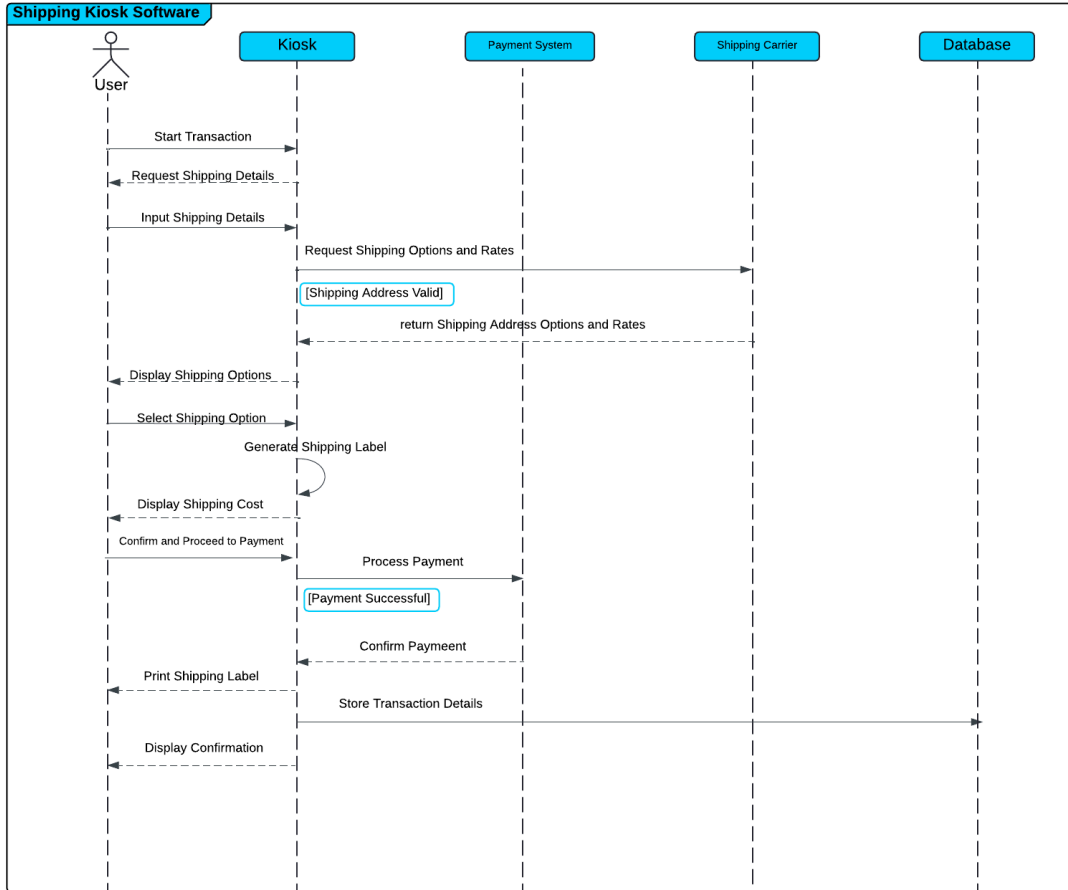 Shipping Kiosk Software
User
Kiosk
Payment System
Shipping Carrier
Database
Start Transaction
Request Shipping Details
Input Shipping Details
Request Shipping Options and Rates
[Shipping Address Valid]
return Shipping Address Options and Rates
Display Shipping Options
Select Shipping Option
Generate Shipping Label
Display Shipping Cost
Confirm and Proceed to Payment
Process Payment
[Payment Successful]
Confirm Paymeent
Print Shipping Label
Store Transaction Details
Display Confirmation